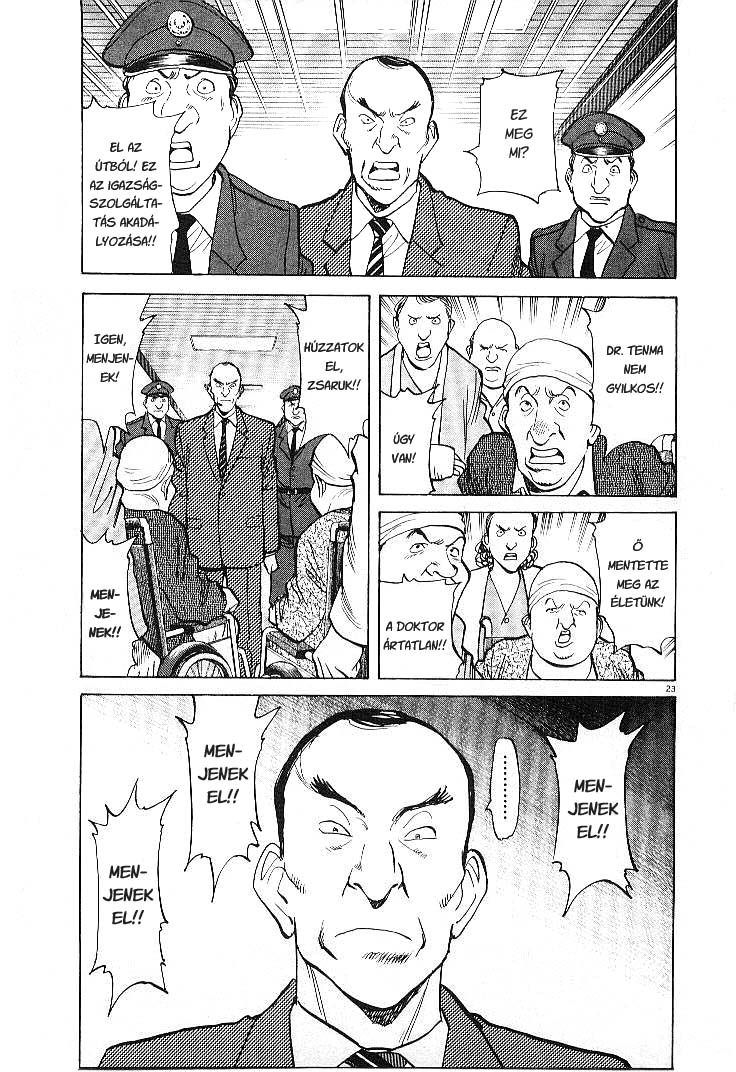 EZ
MEG
MI?
EL AZ
ÚTBÓL! EZ
AZ IGAZSÁG-
SZOLGÁLTA-
TÁS AKADÁ-
LYOZÁSA!!
DR. TENMA
NEM
GYILKOS!!
ÚGY
VAN!
Ő
MENTETTE
MEG AZ
ÉLETÜNK!
A DOKTOR
ÁRTATLAN!!
HÚZZATOK
EL,
ZSARUK!!
IGEN,
MENJEN-
EK!
MEN-
JE-
NEK!!
23
MEN-
JENEK
EL!!
........
MEN-
JENEK
EL!!
MEN-
JENEK
EL!!